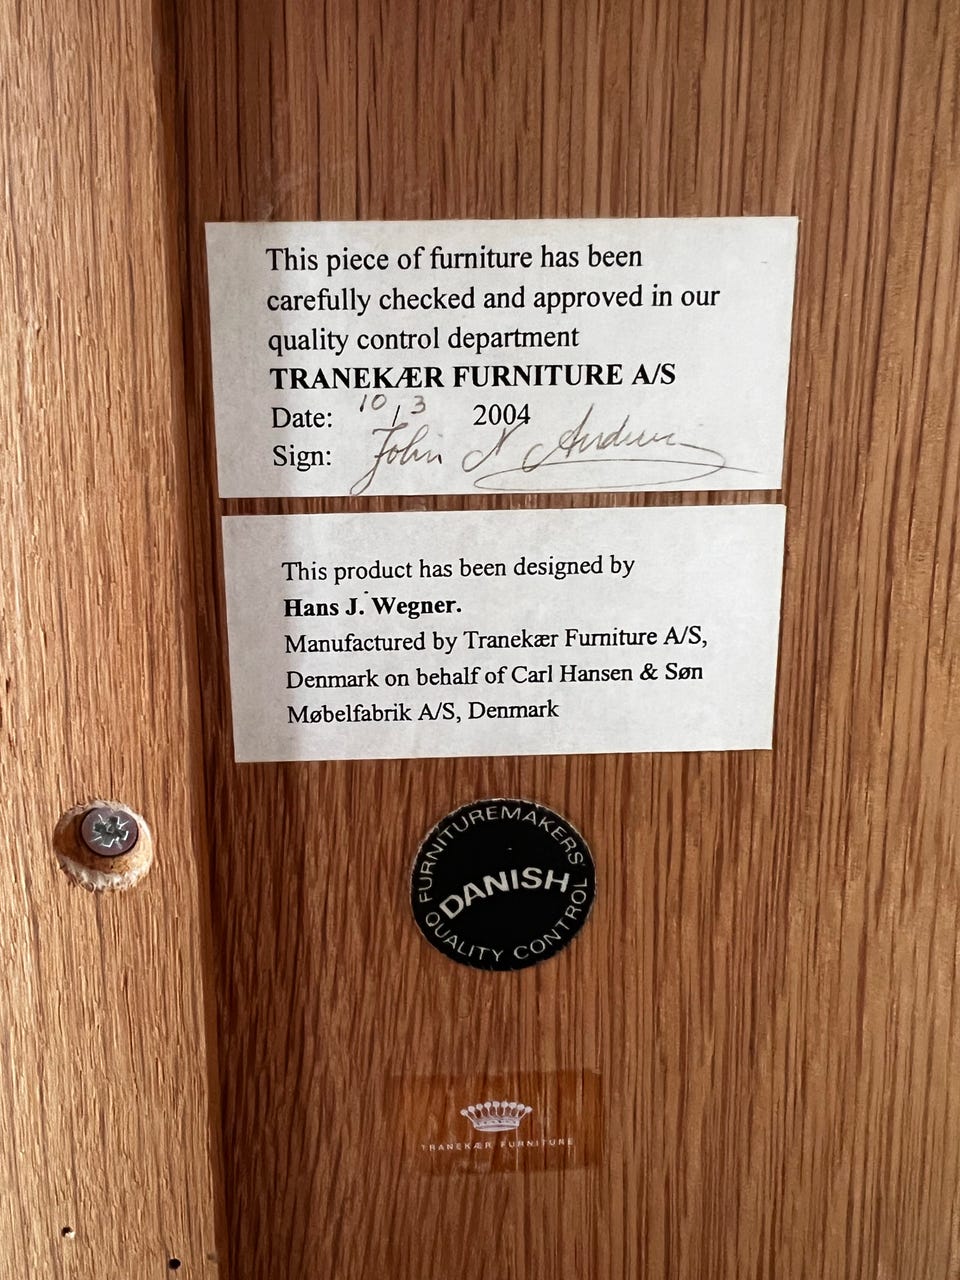 This piece of furniture has been
carefully checked and approved in our
quality control department
TRANEKÆR FURNITURE A/S
Date: 10/3 2004
Sign: John N
This product has been designed by
Hans J. Wegner.
Manufactured by Tranekær Furniture A/S,
Denmark on behalf of Carl Hansen & Søn
Møbelfabrik A/S, Denmark
FURNITUREMAKERS'
DANISH
QUALITY CONTROL
TRANEKÆR FURNITURE